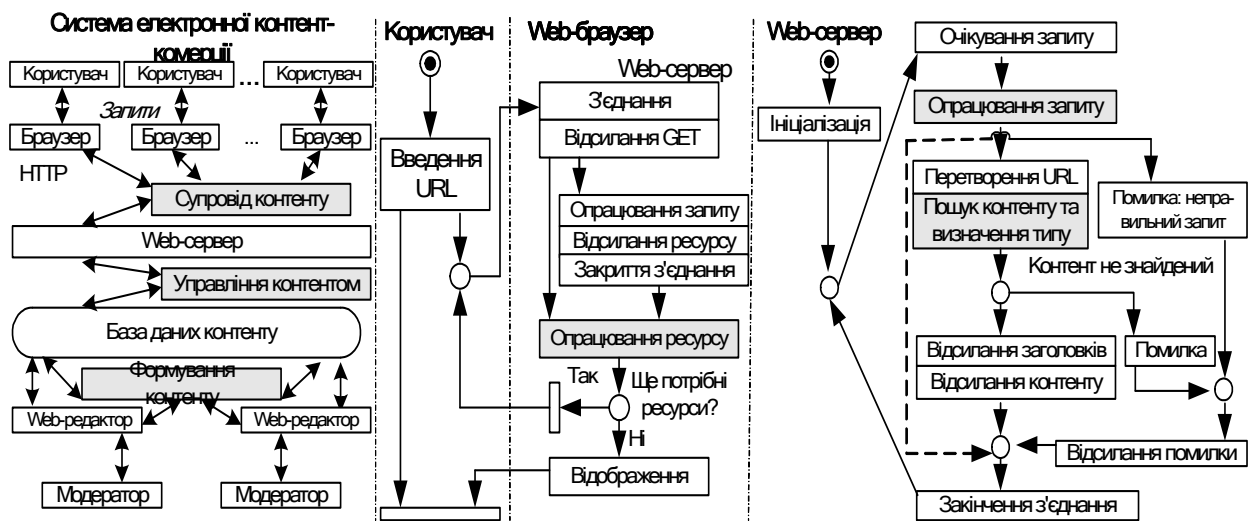 Система електронної контент-
комерції
Користувач
Користувач
...
Користувач
Запити
Браузер
Браузер
...
Браузер
HTTP
Супровід контенту
Web-сервер
Управління контентом
База даних контенту
Формування
контенту
Web-редактор
Web-редактор
Модератор
Модератор
Користувач
Введення
URL
Web-браузер
Web-сервер
З'єднання
Відсилання GET
Опрацювання запиту
Відсилання ресурсу
Закриття з'єднання
Опрацювання ресурсу
Так
Ще потрібні
ресурси?
Ні
Відображення
Web-сервер
Ініціалізація
Очікування запиту
Опрацювання запиту
Перетворення URL
Пошук контенту та
визначення типу
Помилка: непра-
вильний запит
Контент не знайдений
Відсилання заголовків
Відсилання контенту
Помилка
Відсилання помилки
Закінчення з'єднання